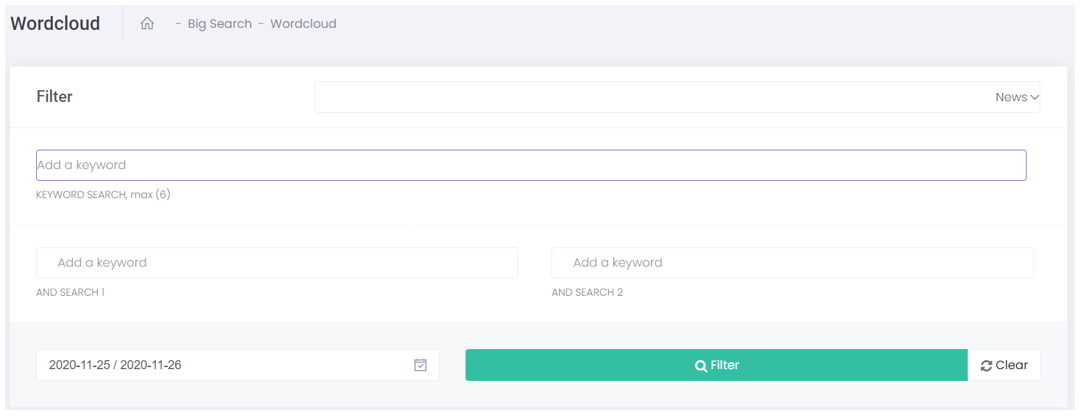 Wordcloud - Big Search - Wordcloud
Filter News
Add a keyword
KEYWORD SEARCH, max (6)
Add a keyword Add a keyword
AND SEARCH 1 AND SEARCH 2
2020-11-25 / 2020-11-26 Filter Clear